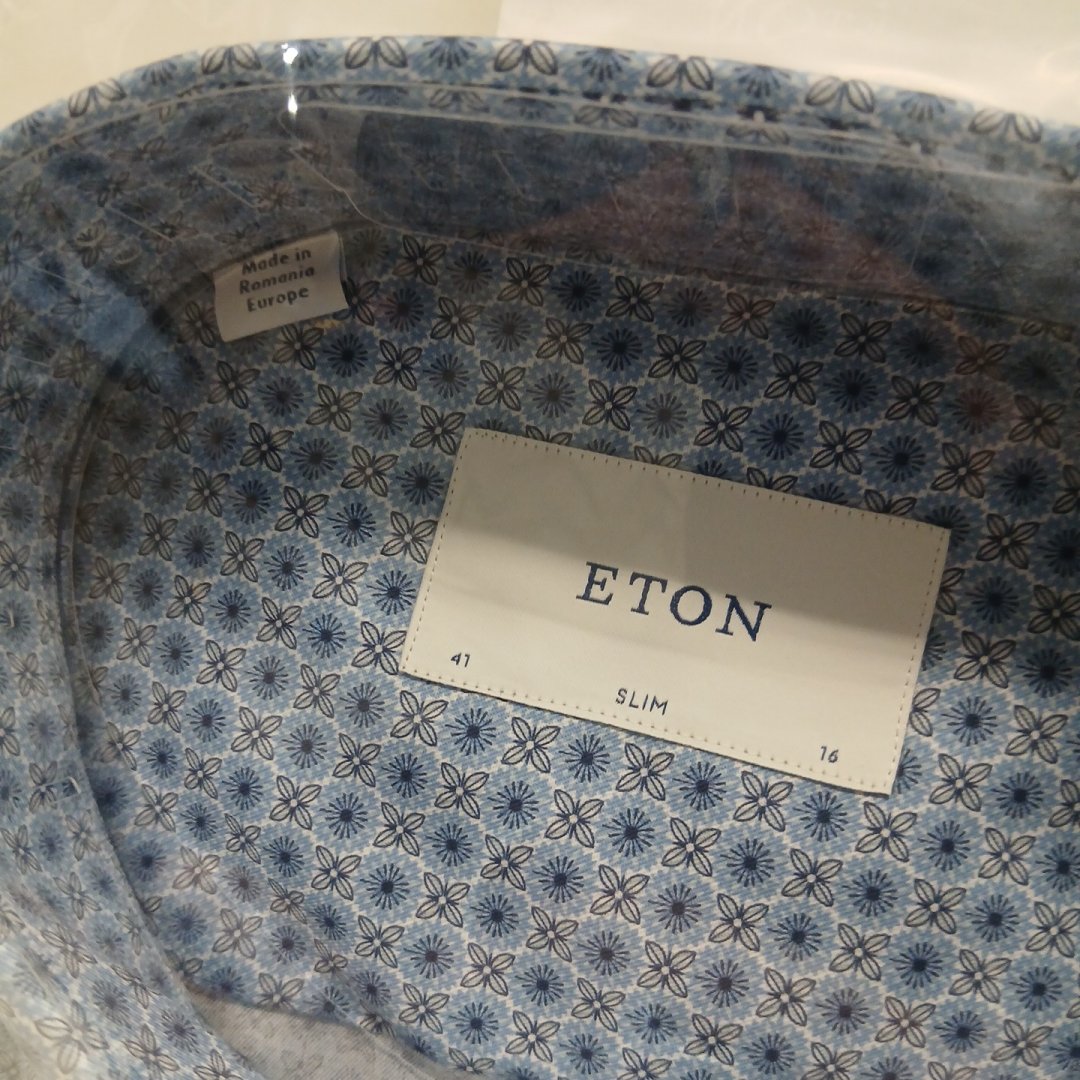 Made in
Romania
Europe
ETON
41
SLIM
16